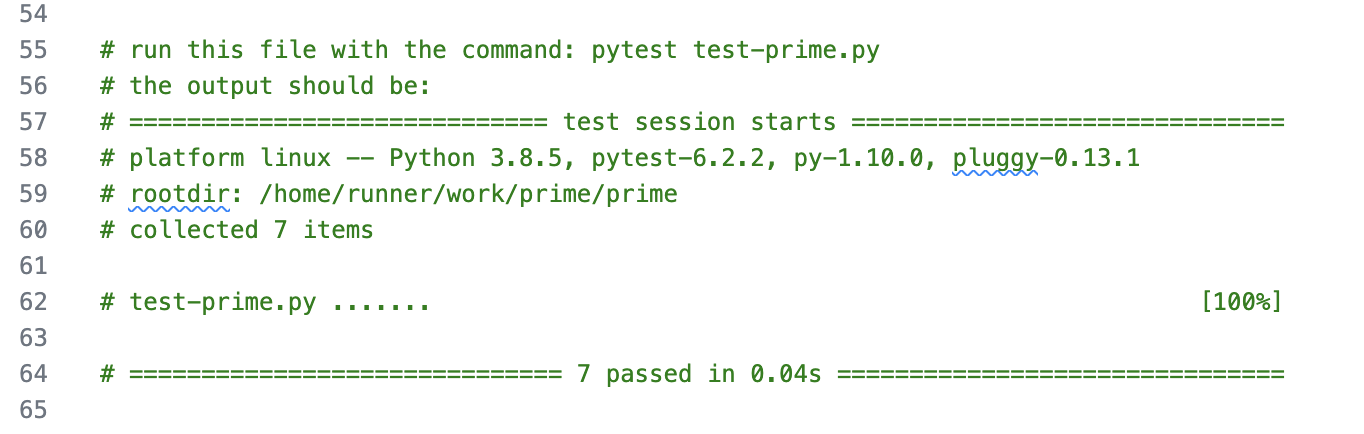 54
55 # run this file with the command: pytest test-prime.py
56 # the output should be:
57 # ============================= test session starts ==============================
58 # platform linux -- Python 3.8.5, pytest-6.2.2, py-1.10.0, pluggy-0.13.1
59 # rootdir: /home/runner/work/prime/prime
60 # collected 7 items
61
62 # test-prime.py ....... [100%]
63
64 # ============================== 7 passed in 0.04s ===============================
65